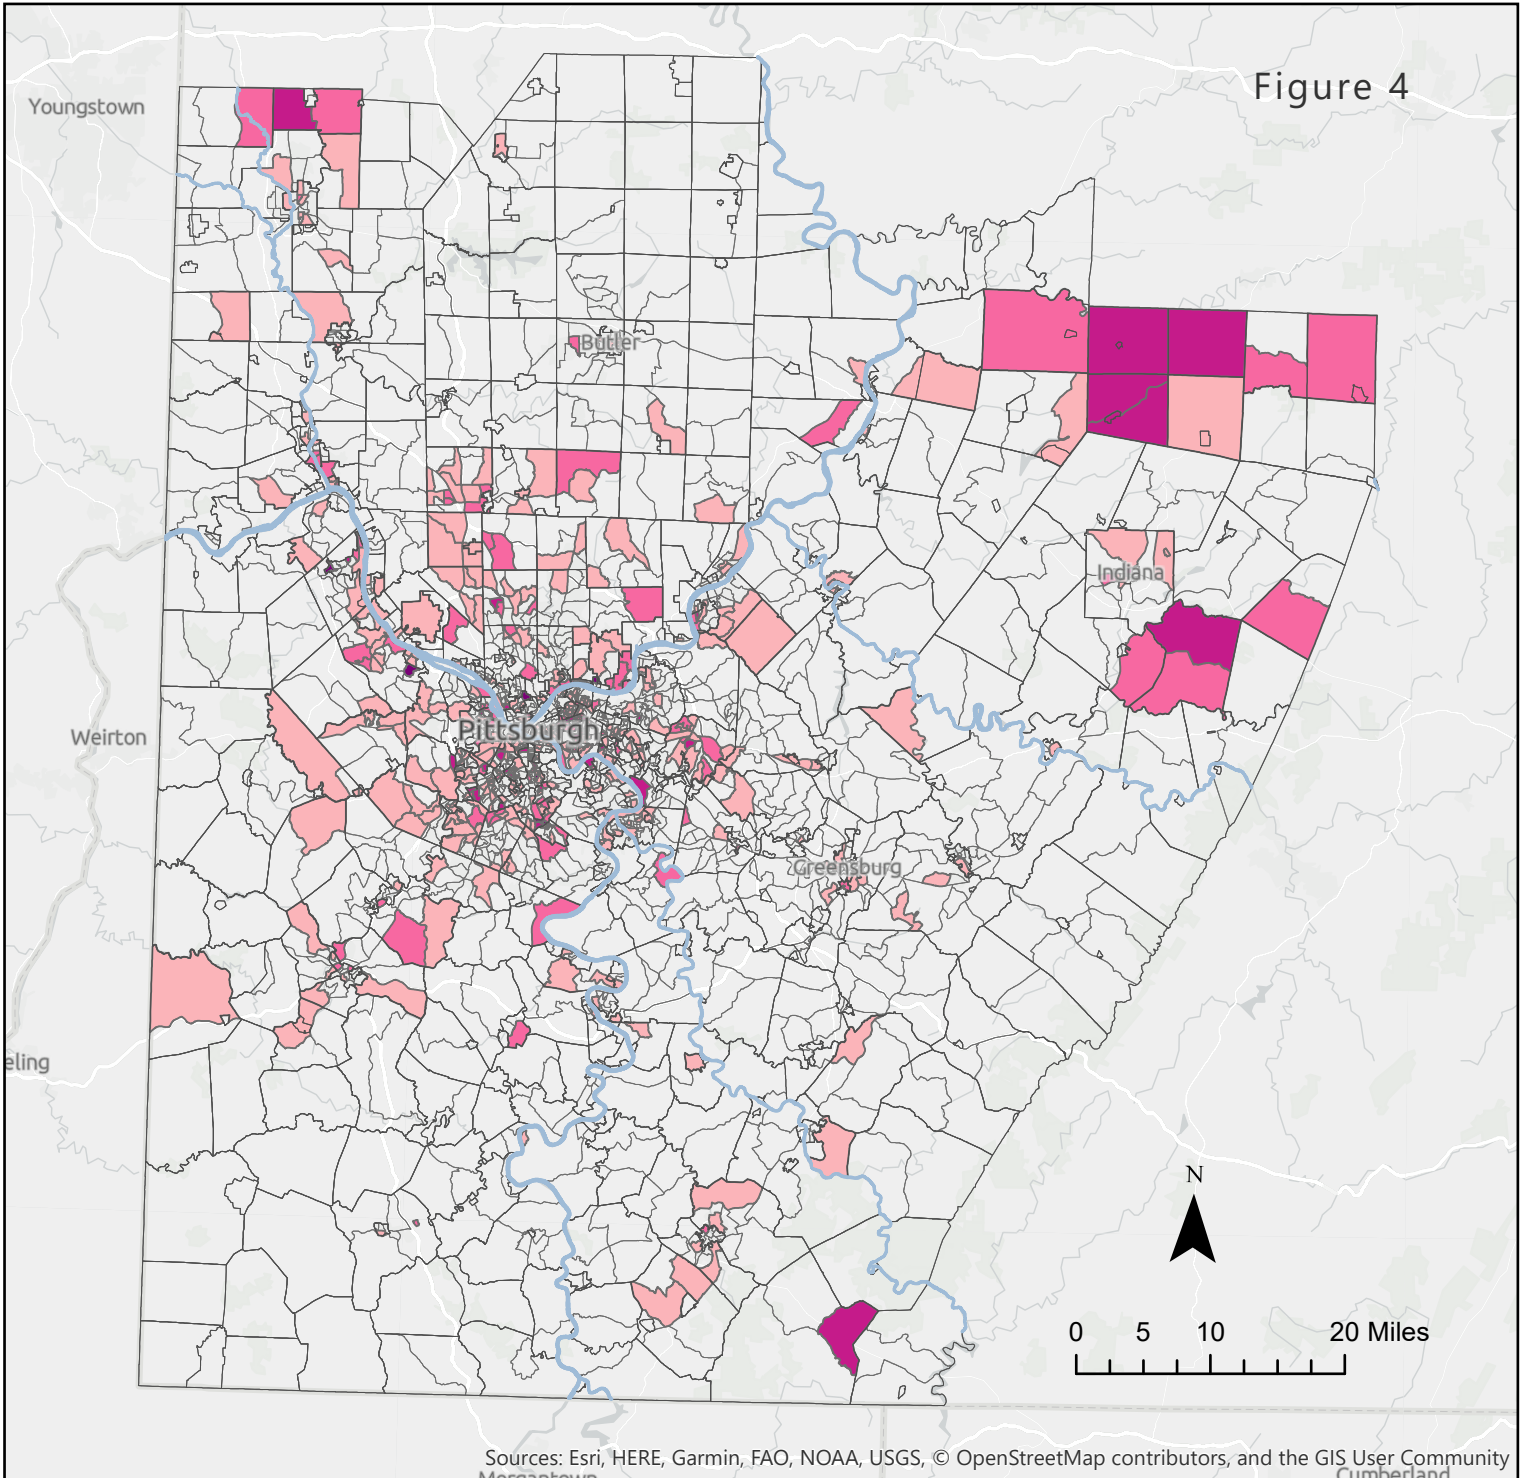 Figure 4
Youngstown
Butler
Indiana
Pittsburgh
Weirton
Greensburg
eling
N
0 5 10 20 Miles
Sources: Esri, HERE, Garmin, FAO, NOAA, USGS, © OpenStreetMap contributors, and the GIS User Community
Morgantown
Cumberland